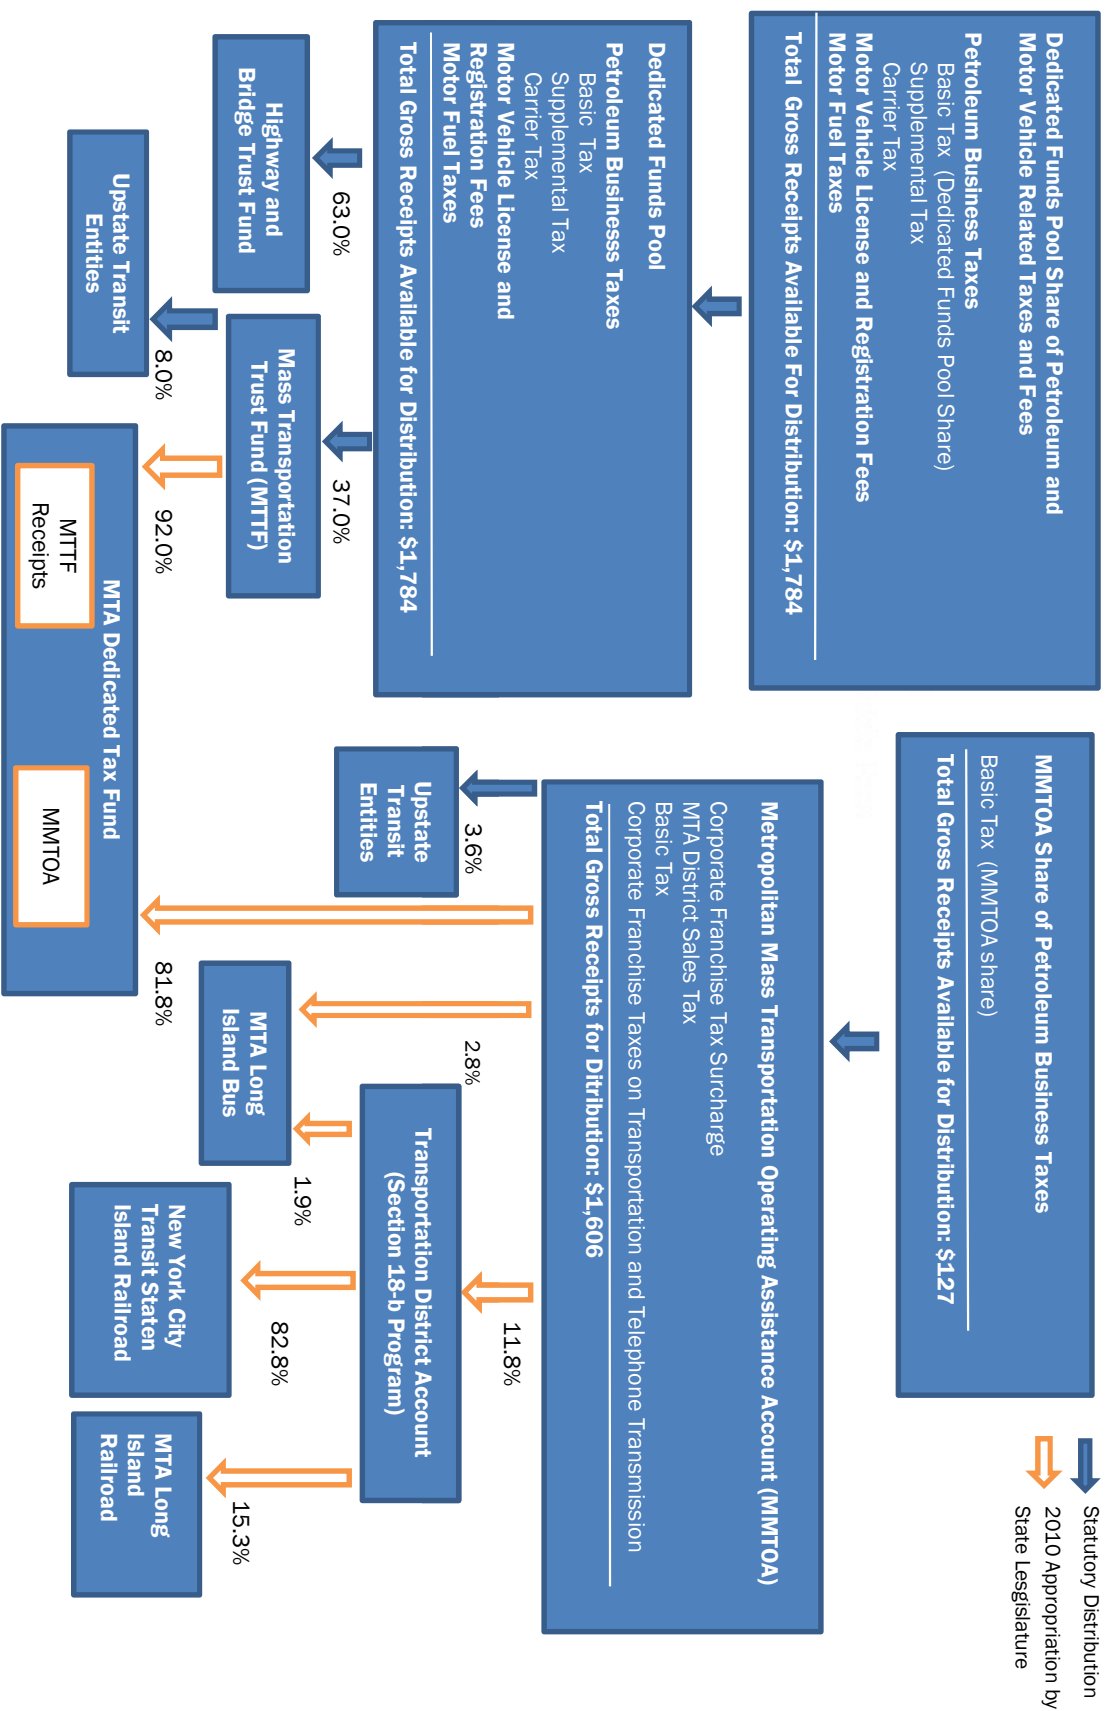 Dedicated Funds Pool Share of Petroleum and
Motor Vehicle Related Taxes and Fees
Petroleum Business Taxes
Basic Tax (Dedicated Funds Pool Share)
Supplemental Tax
Carrier Tax
Motor Vehicle License and Registration Fees
Motor Fuel Taxes
Total Gross Receipts Available For Distribution: $1,784
MMTOA Share of Petroleum Business Taxes
Basic Tax (MMTOA share)
Total Gross Receipts Available for Distribution: $127
Statutory Distribution
2010 Appropriation by
State Lesgislature
Dedicated Funds Pool
Petroleum Businesss Taxes
Basic Tax
Supplemental Tax
Carrier Tax
Motor Vehicle License and
Registration Fees
Motor Fuel Taxes
Total Gross Receipts Available for Distribution: $1,784
Metropolitan Mass Transportation Operating Assistance Account (MMTOA)
Corporate Franchise Tax Surcharge
MTA District Sales Tax
Basic Tax
Corporate Franchise Taxes on Transportation and Telephone Transmission
Total Gross Receipts for Ditribution: $1,606
63.0%
37.0%
3.6%
2.8%
11.8%
Highway and
Bridge Trust Fund
Mass Transportation
Trust Fund (MTTF)
Upstate
Transit
Entities
Transportation District Account
(Section 18-b Program)
8.0%
92.0%
81.8%
1.9%
82.8%
15.3%
Upstate Transit
Entities
MTA Dedicated Tax Fund
MTTF
Receipts
MMTOA
MTA Long
Island Bus
New York City
Transit Staten
Island Railroad
MTA Long
Island
Railroad